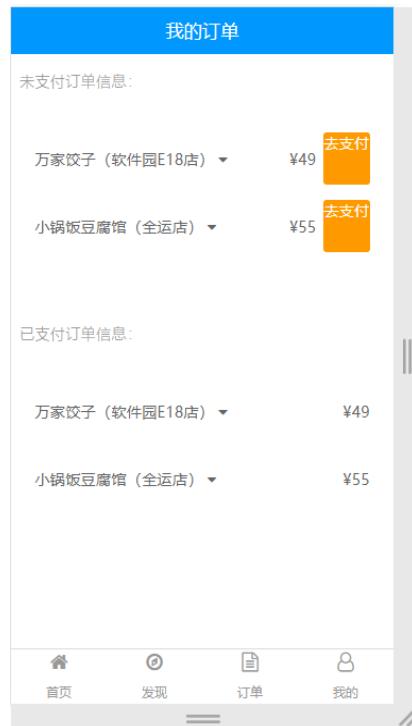 我的订单
未支付订单信息:
万家饺子（软件园E18店） ¥49 去支付
小锅饭豆腐馆（全运店） ¥55 去支付
已支付订单信息:
万家饺子（软件园E18店） ¥49
小锅饭豆腐馆（全运店） ¥55
首页 发现 订单 我的